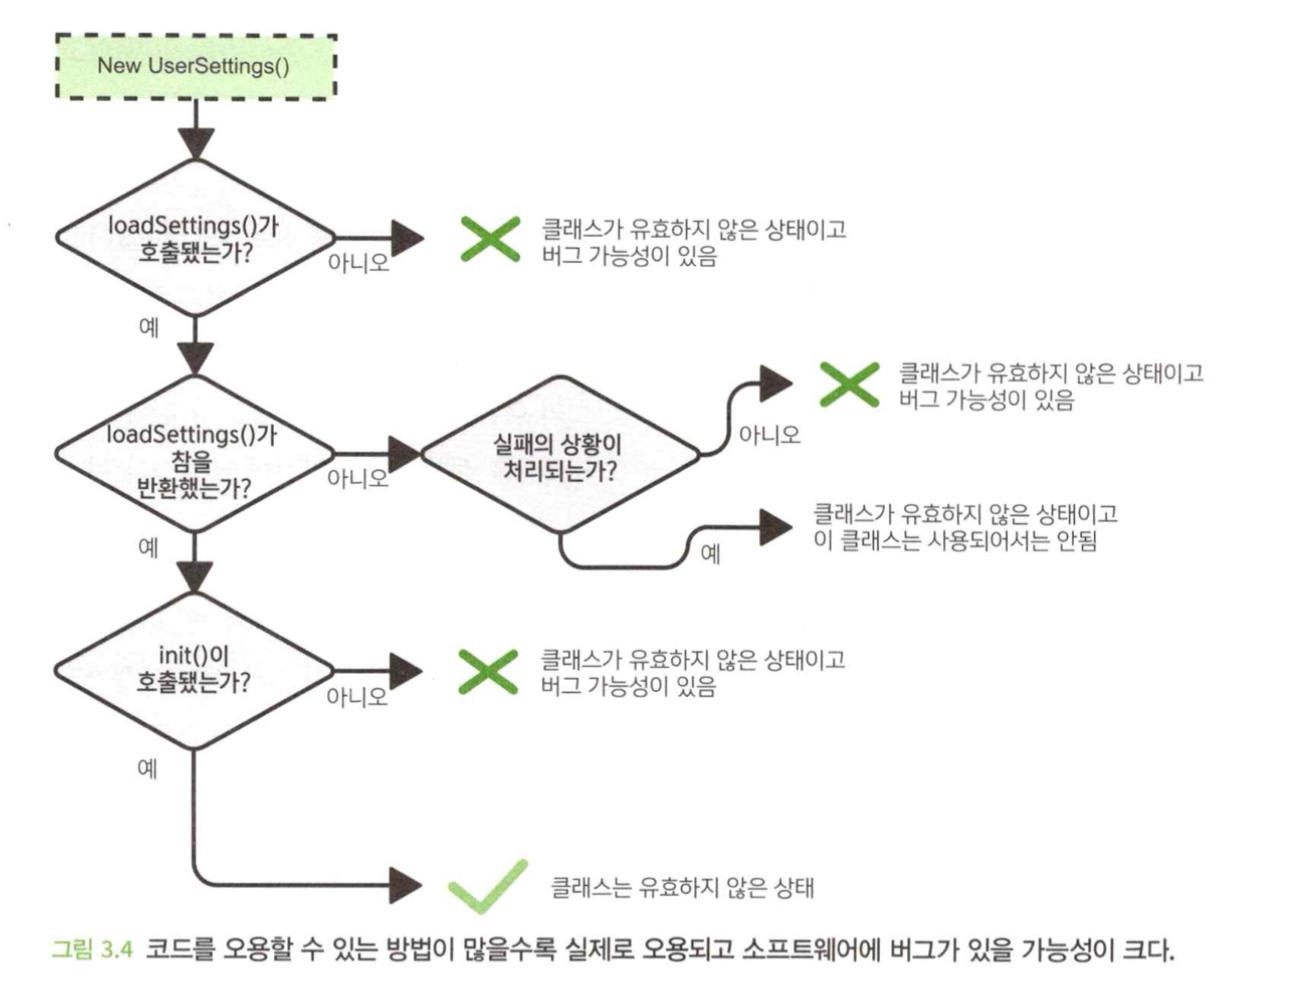 New UserSettings()
loadSettings()가
호출됐는가?
아니오
클래스가 유효하지 않은 상태이고
버그 가능성이 있음
예
loadSettings()가
참을
반환했는가?
아니오
실패의 상황이
처리되는가?
아니오
클래스가 유효하지 않은 상태이고
버그 가능성이 있음
예
클래스가 유효하지 않은 상태이고
이 클래스는 사용되어서는 안됨
예
init()이
호출됐는가?
아니오
클래스가 유효하지 않은 상태이고
버그 가능성이 있음
예
클래스는 유효하지 않은 상태
그림 3.4 코드를 오용할 수 있는 방법이 많을수록 실제로 오용되고 소프트웨어에 버그가 있을 가능성이 크다.